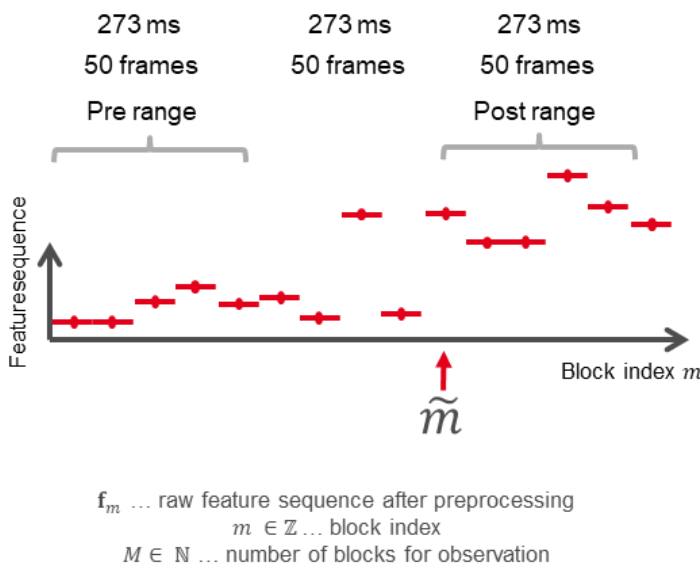 273 ms 273 ms 273 ms
50 frames 50 frames 50 frames
Pre range Post range
Featuresequence
Block index m
m̃
𝐟ₘ … raw feature sequence after preprocessing
m ∈ ℤ … block index
M ∈ ℕ … number of blocks for observation